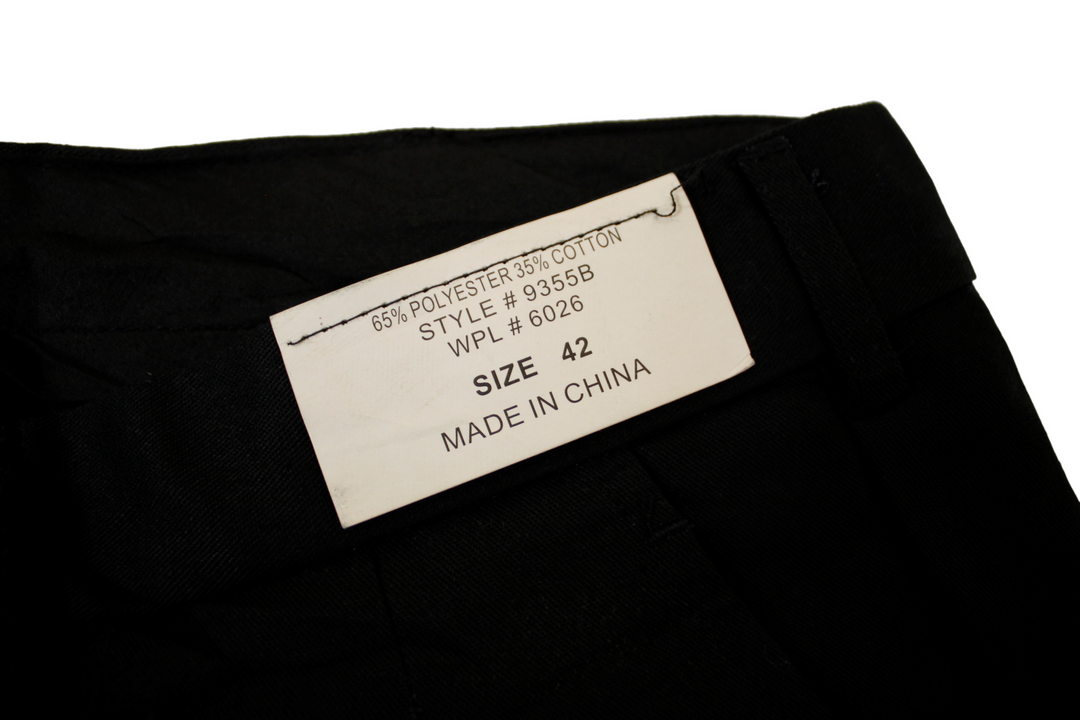 65% POLYESTER 35% COTTON
STYLE # 9355B
WPL # 6026
SIZE 42
MADE IN CHINA